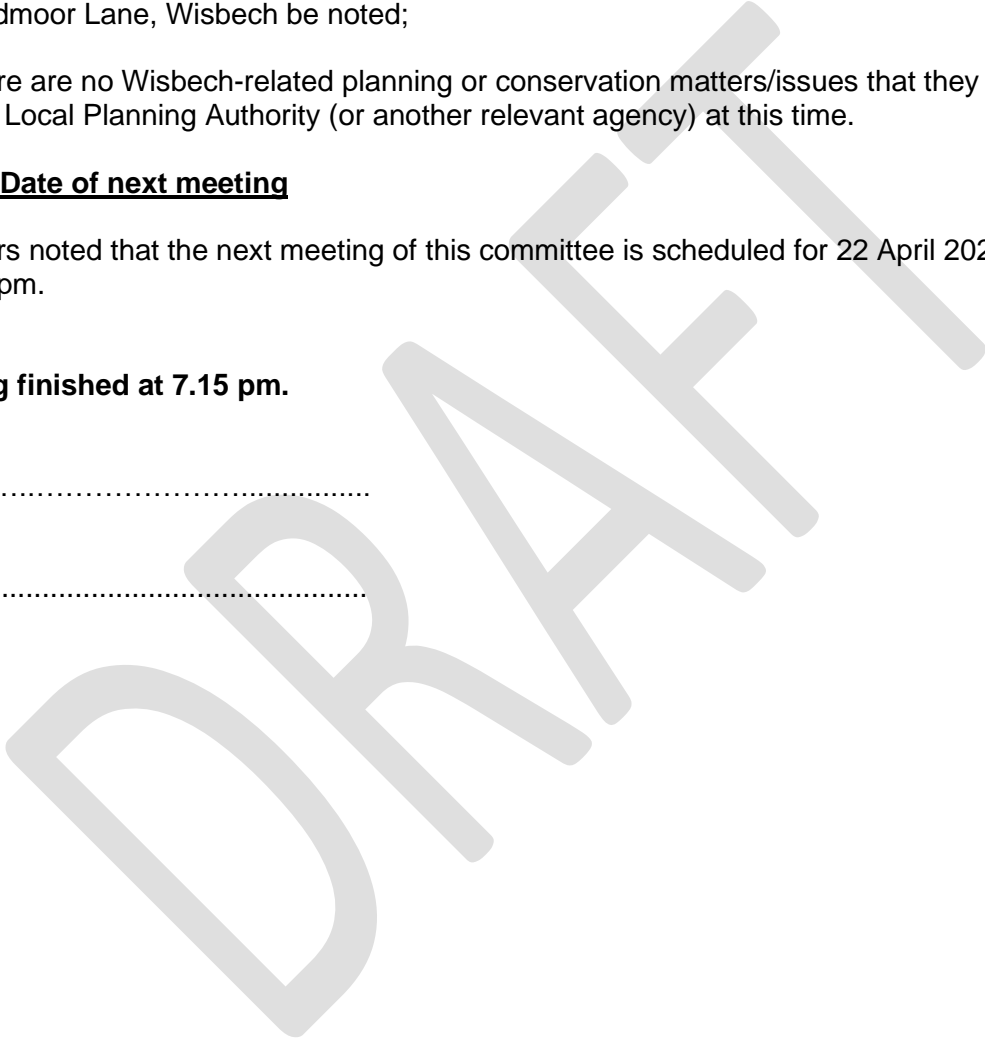 dmoor Lane, Wisbech be noted;
re are no Wisbech-related planning or conservation matters/issues that they
Local Planning Authority (or another relevant agency) at this time.
Date of next meeting
rs noted that the next meeting of this committee is scheduled for 22 April 202
pm.
g finished at 7.15 pm.
DRAFT